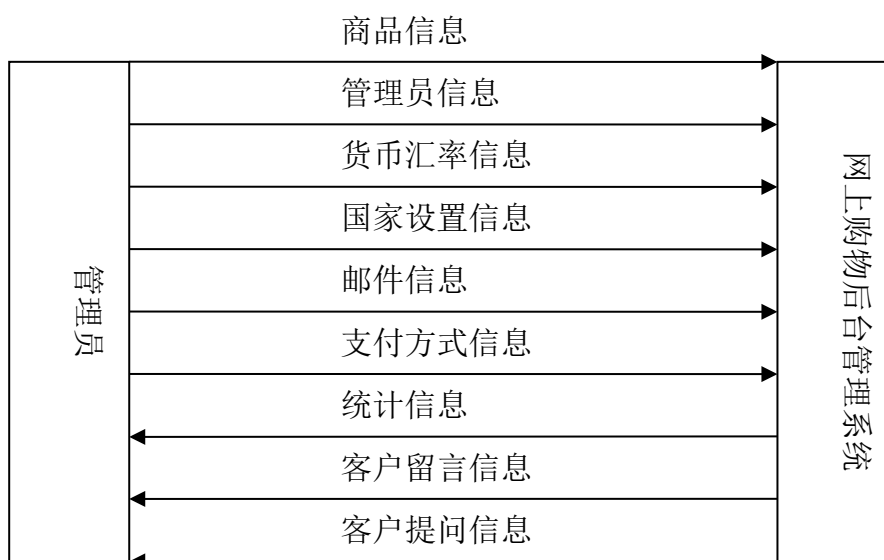 商品信息
管理员信息
货币汇率信息
国家设置信息
邮件信息
支付方式信息
统计信息
客户留言信息
客户提问信息
管理员
网上购物后台管理系统